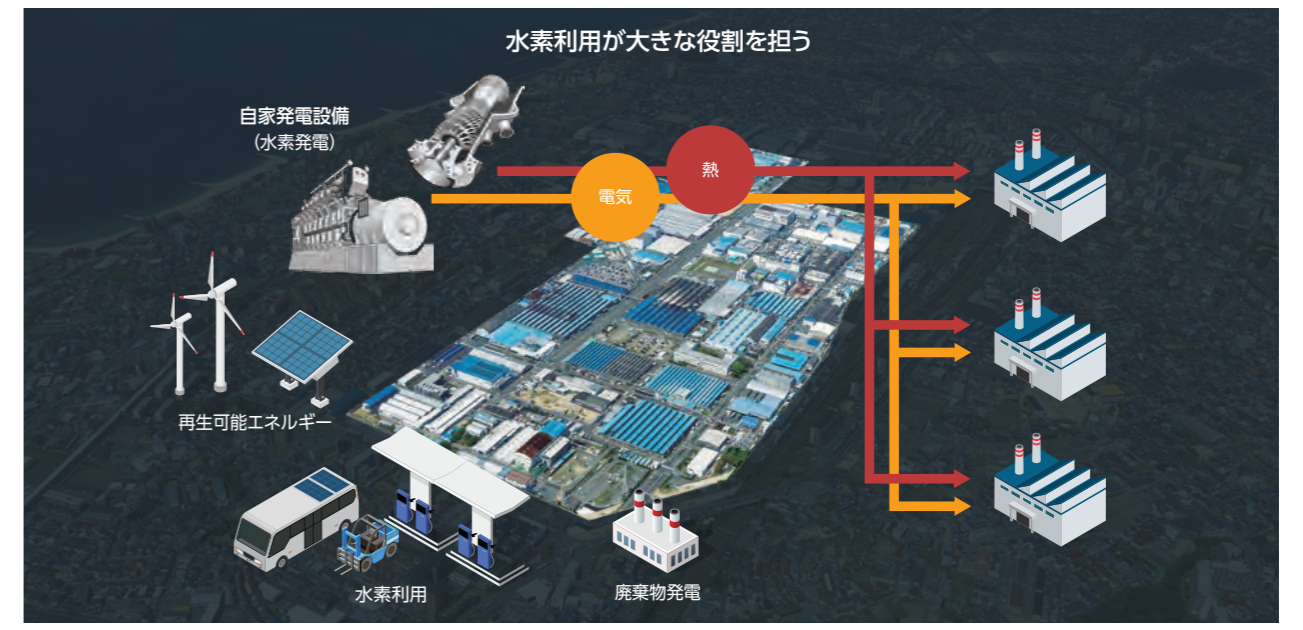 水素利用が大きな役割を担う
自家発電設備
(水素発電)
熱
電気
再生可能エネルギー
水素利用
廃棄物発電